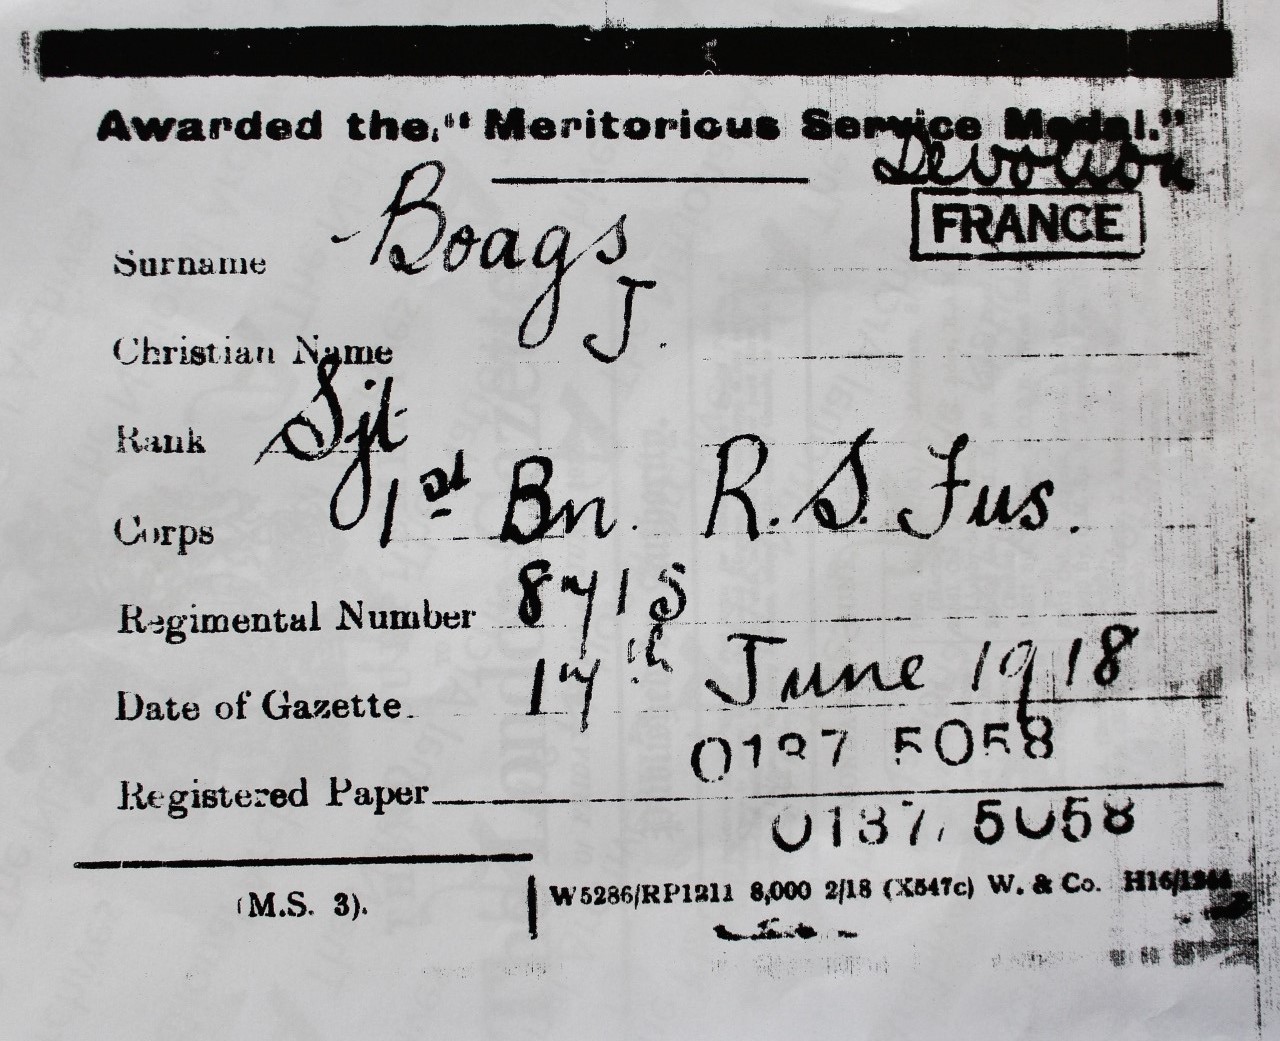 Awarded the "Meritorious Service Medal."
Devotion
FRANCE
Surname Boags
Christian Name J.
Rank Sjt
Corps 1st Bn. R. S. Fus.
Regimental Number 8715
Date of Gazette 17th June 1918
0137 5058
Registered Paper
0137 5058
(M.S. 3). W5286/RP1211 8,000 2/18 (X547c) W. & Co.